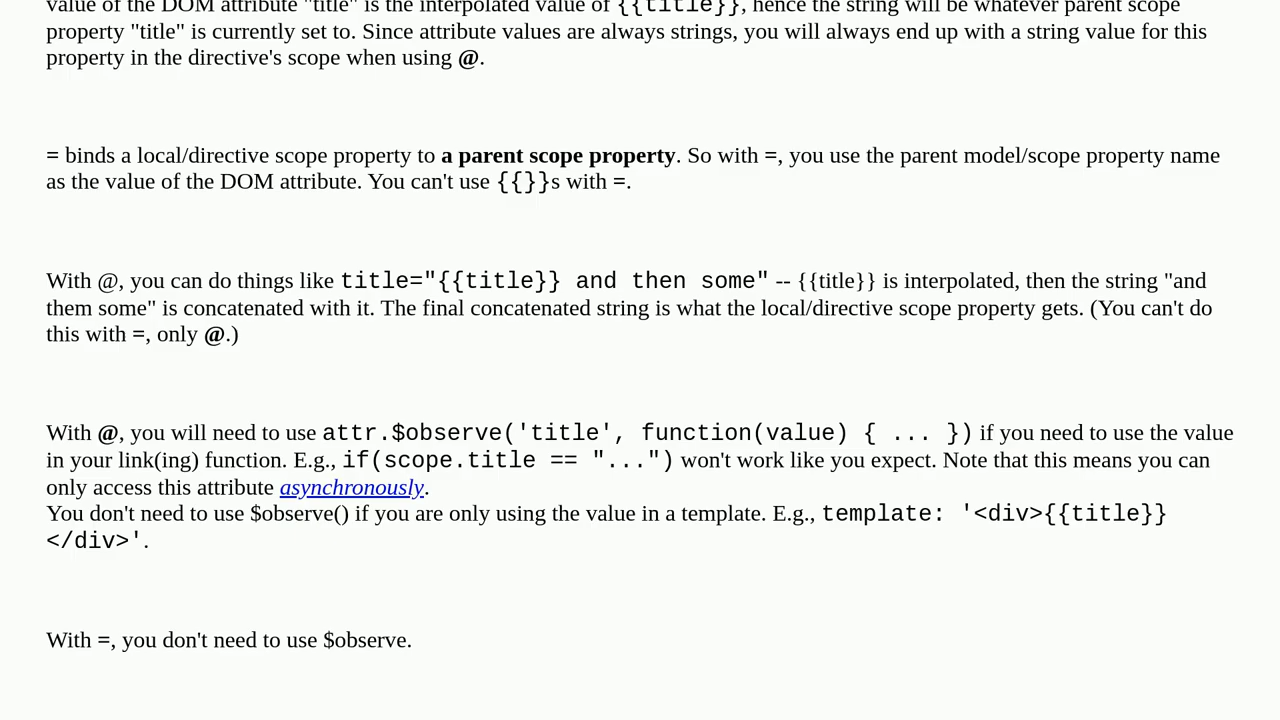 value of the DOM attribute "title" is the interpolated value of {{title}}, hence the string will be whatever parent scope
property "title" is currently set to. Since attribute values are always strings, you will always end up with a string value for this
property in the directive's scope when using @.
= binds a local/directive scope property to a parent scope property. So with =, you use the parent model/scope property name
as the value of the DOM attribute. You can't use {{}}s with =.
With @, you can do things like title="{{title}} and then some" -- {{title}} is interpolated, then the string "and
them some" is concatenated with it. The final concatenated string is what the local/directive scope property gets. (You can't do
this with =, only @.)
With @, you will need to use attr.$observe('title', function(value) { ... }) if you need to use the value
in your link(ing) function. E.g., if(scope.title == "...") won't work like you expect. Note that this means you can
only access this attribute asynchronously.
You don't need to use $observe() if you are only using the value in a template. E.g., template: '<div>{{title}}
</div>'.
With =, you don't need to use $observe.